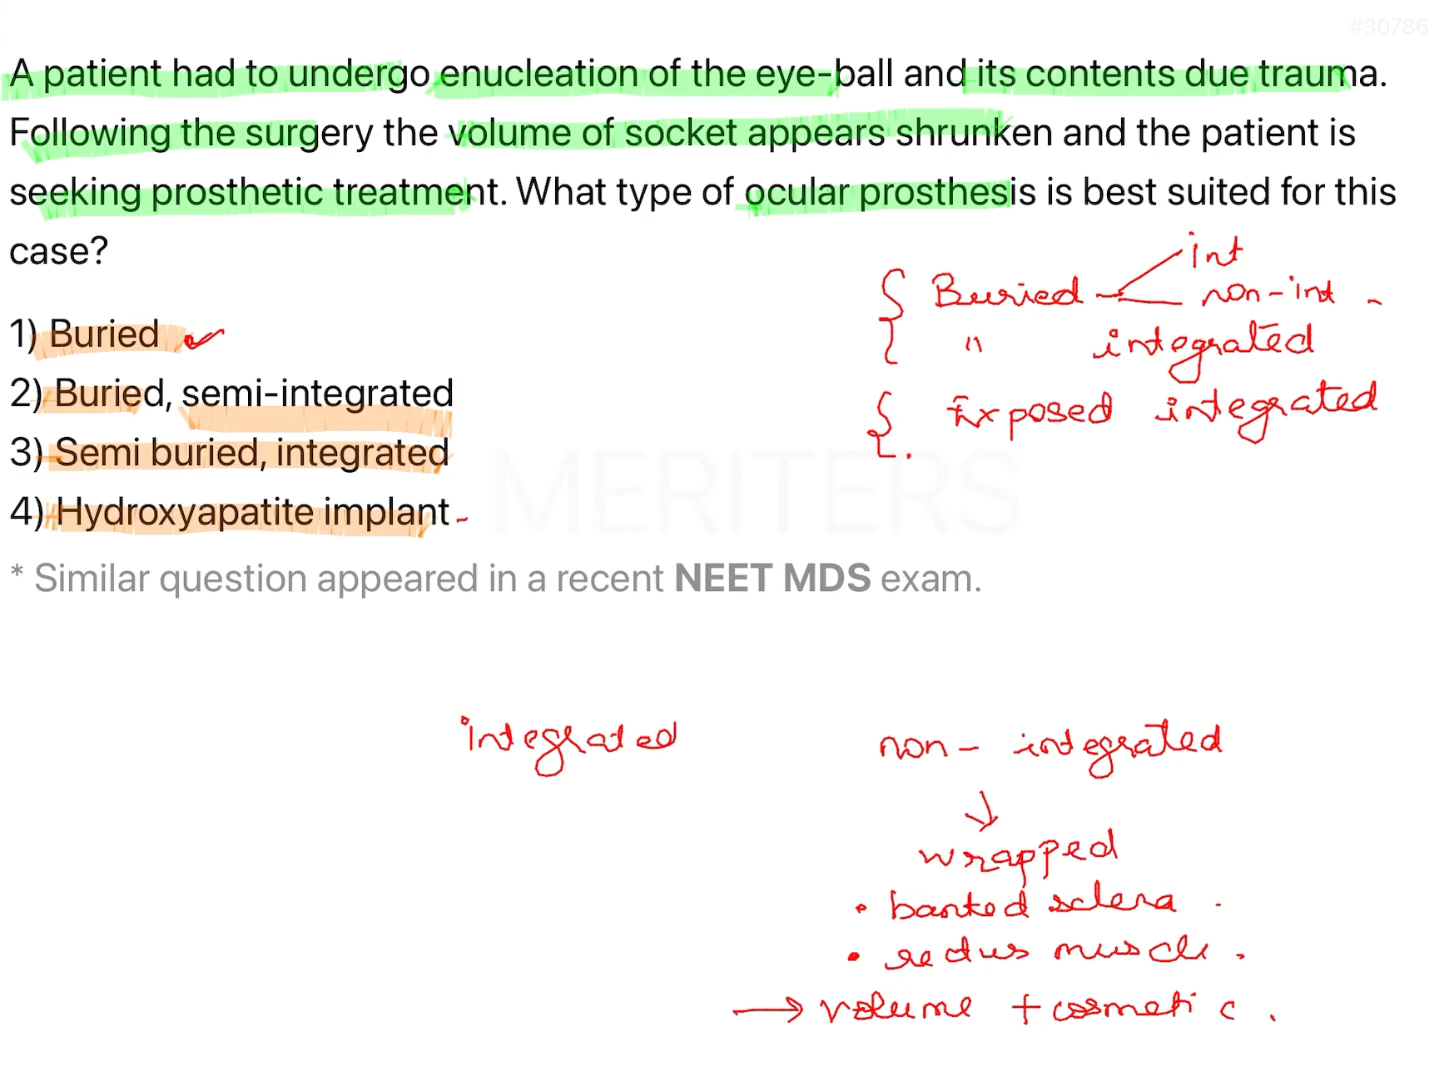 #30786
A patient had to undergo enucleation of the eye-ball and its contents due trauma.
Following the surgery the volume of socket appears shrunken and the patient is
seeking prosthetic treatment. What type of ocular prosthesis is best suited for this
case?
int
Buried
non-int
1) Buried
" integrated
2) Buried, semi-integrated
Exposed integrated
3) Semi buried, integrated
4) Hydroxyapatite implant
MERITERS
* Similar question appeared in a recent NEET MDS exam.
integrated
non-integrated
wrapped
• banked sclera
• rectus muscle.
→ volume + cosmetic.